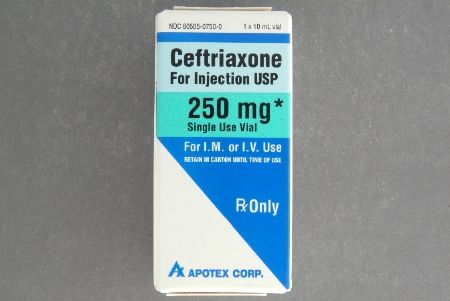 NDC 60505-0750-0 1 x 10 mL vial
Ceftriaxone
For Injection USP
250 mg*
Single Use Vial
For I.M. or I.V. Use
RETAIN IN CARTON UNTIL TIME OF USE
Rx Only
APOTEX CORP.